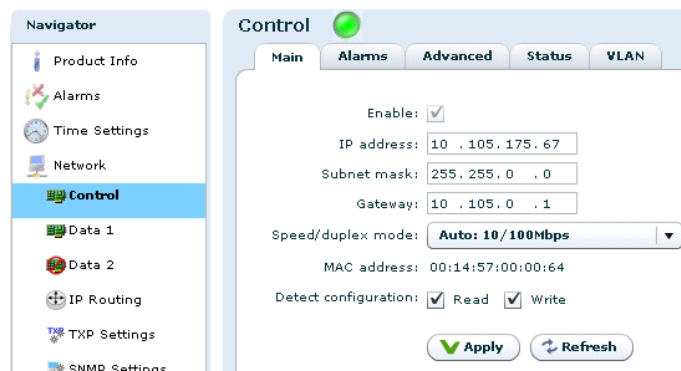 Navigator
Product Info
Alarms
Time Settings
Network
Control
Data 1
Data 2
IP Routing
TXP TXP Settings
SNMP Settings
Control
Main Alarms Advanced Status VLAN
Enable:
IP address: 10 . 105. 175. 67
Subnet mask: 255. 255. 0 . 0
Gateway: 10 . 105. 0 . 1
Speed/duplex mode: Auto: 10/100Mbps
MAC address: 00:14:57:00:00:64
Detect configuration: Read Write
Apply Refresh